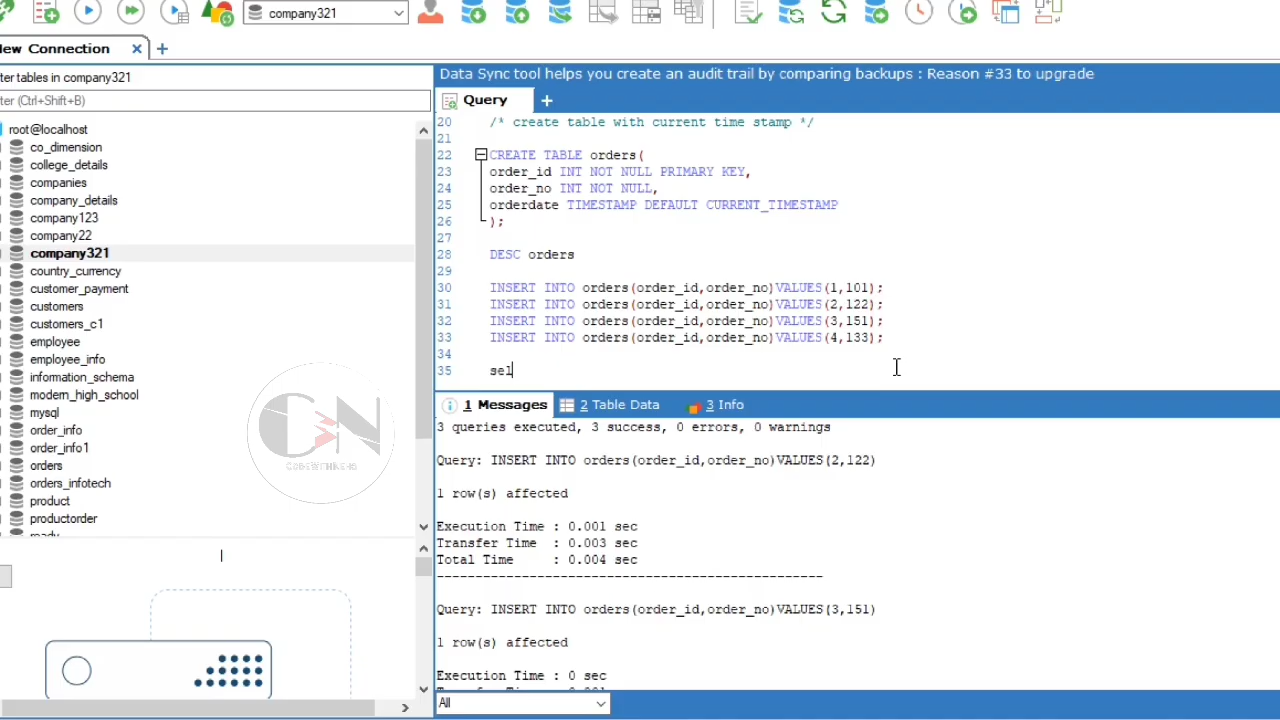 company321
ew Connection
ter tables in company321
ter (Ctrl+Shift+B)
root@localhost
co_dimension
college_details
companies
company_details
company123
company22
company321
country_currency
customer_payment
customers
customers_c1
employee
employee_info
information_schema
modern_high_school
mysql
order_info
order_info1
orders
orders_infotech
product
productorder
Data Sync tool helps you create an audit trail by comparing backups : Reason #33 to upgrade
Query
20 /* create table with current time stamp */
21
22 CREATE TABLE orders(
23 order_id INT NOT NULL PRIMARY KEY,
24 order_no INT NOT NULL,
25 orderdate TIMESTAMP DEFAULT CURRENT_TIMESTAMP
26 );
27
28 DESC orders
29
30 INSERT INTO orders(order_id,order_no)VALUES(1,101);
31 INSERT INTO orders(order_id,order_no)VALUES(2,122);
32 INSERT INTO orders(order_id,order_no)VALUES(3,151);
33 INSERT INTO orders(order_id,order_no)VALUES(4,133);
34
35 sel
1 Messages 2 Table Data 3 Info
3 queries executed, 3 success, 0 errors, 0 warnings
Query: INSERT INTO orders(order_id,order_no)VALUES(2,122)
1 row(s) affected
Execution Time : 0.001 sec
Transfer Time : 0.003 sec
Total Time : 0.004 sec
------------------------------------------------
Query: INSERT INTO orders(order_id,order_no)VALUES(3,151)
1 row(s) affected
Execution Time : 0 sec
All